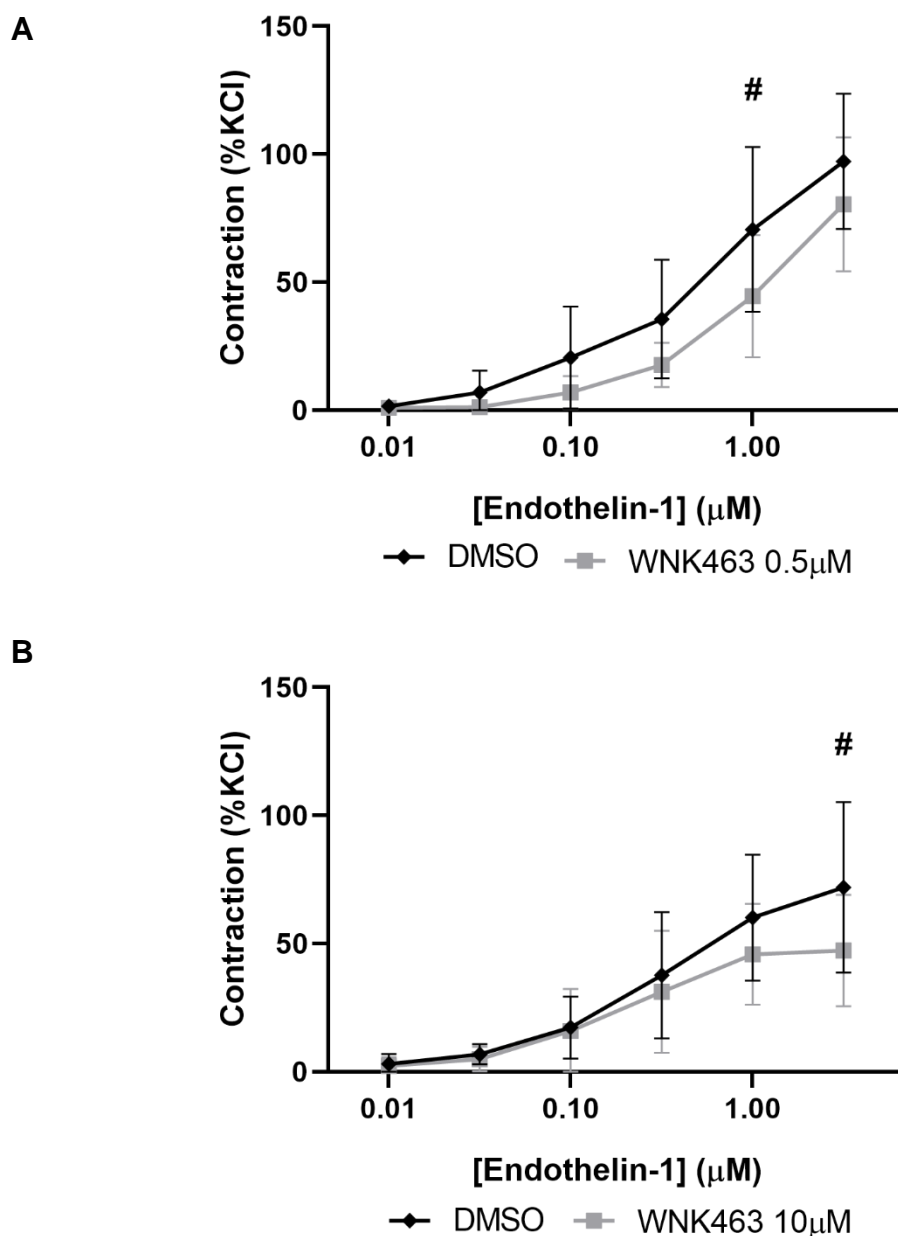 A
150
#
Contraction (%KCl)
100
50
0
0.01 0.10 1.00
[Endothelin-1] (μM)
DMSO WNK463 0.5μM
B
150
#
Contraction (%KCl)
100
50
0
0.01 0.10 1.00
[Endothelin-1] (μM)
DMSO WNK463 10μM